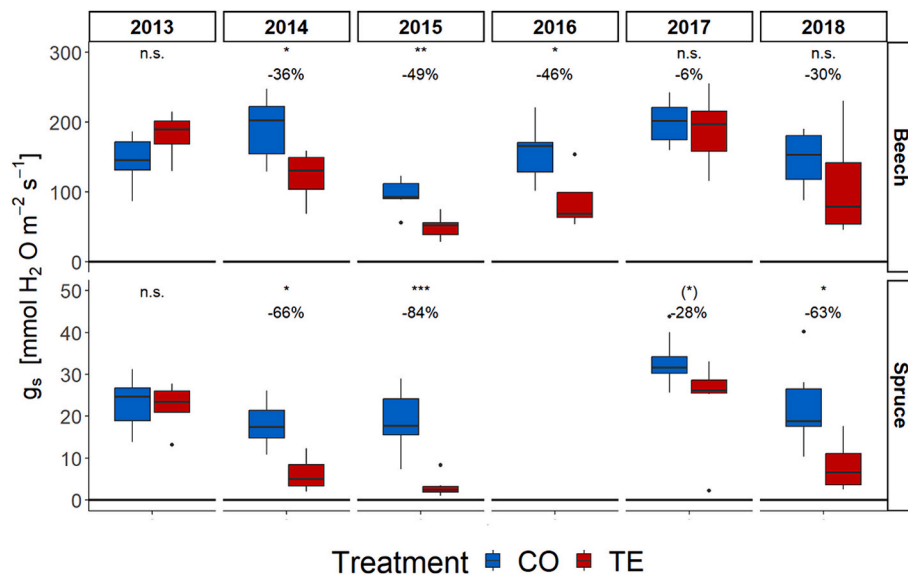 2013 2014 2015 2016 2017 2018
300
200
100
0
n.s. * ** * n.s. n.s.
-36% -49% -46% -6% -30%
Beech
gₛ [mmol H₂ O m⁻² s⁻¹]
50
40
30
20
10
0
n.s. * *** (*) *
-66% -84% -28% -63%
Spruce
Treatment CO TE